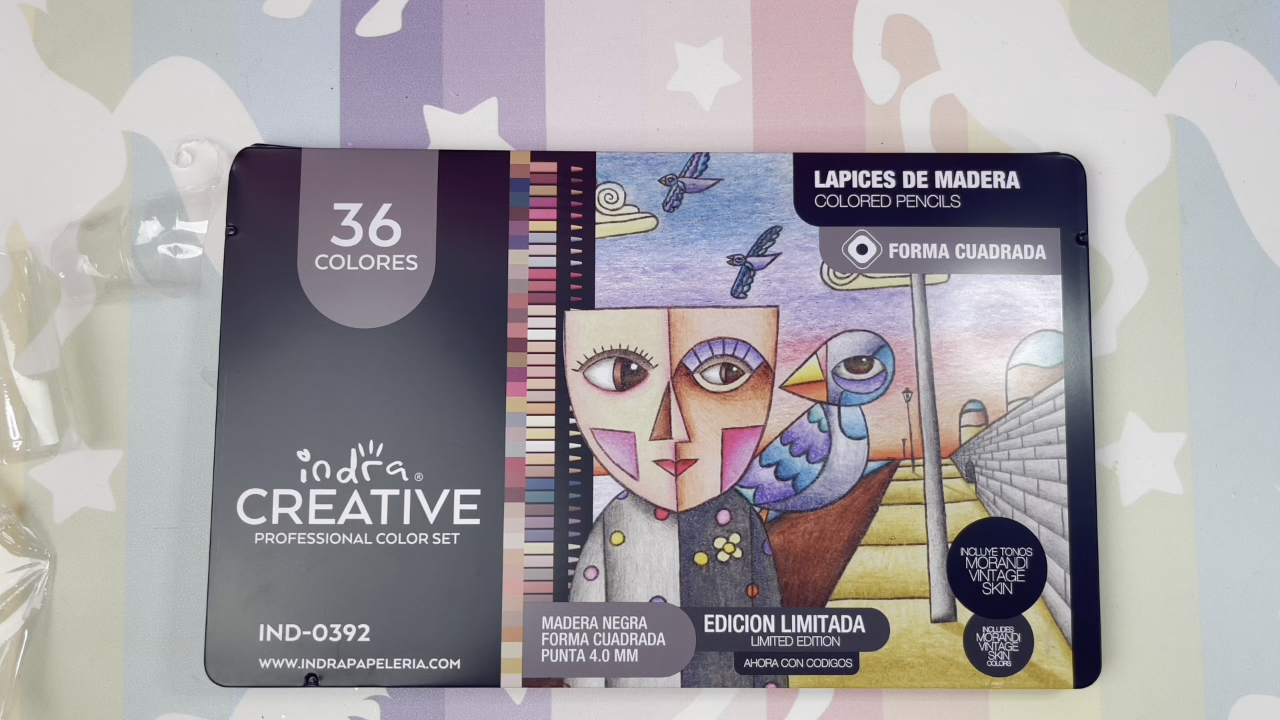 36
COLORES
indra®
CREATIVE
PROFESSIONAL COLOR SET
IND-0392
WWW.INDRAPAPELERIA.COM
LAPICES DE MADERA
COLORED PENCILS
FORMA CUADRADA
INCLUYE TONOS
MORANDI
VINTAGE
SKIN
INCLUDES
MORANDI
VINTAGE
SKIN
COLORS
MADERA NEGRA
FORMA CUADRADA
PUNTA 4.0 MM
EDICION LIMITADA
LIMITED EDITION
AHORA CON CODIGOS